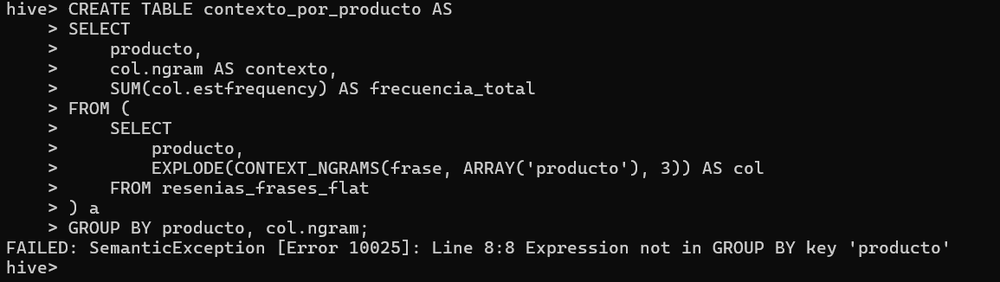 hive> CREATE TABLE contexto_por_producto AS
    > SELECT
    >     producto,
    >     col.ngram AS contexto,
    >     SUM(col.estfrequency) AS frecuencia_total
    > FROM (
    >     SELECT
    >         producto,
    >         EXPLODE(CONTEXT_NGRAMS(frase, ARRAY('producto'), 3)) AS col
    >     FROM resenias_frases_flat
    > ) a
    > GROUP BY producto, col.ngram;
FAILED: SemanticException [Error 10025]: Line 8:8 Expression not in GROUP BY key 'producto'
hive>